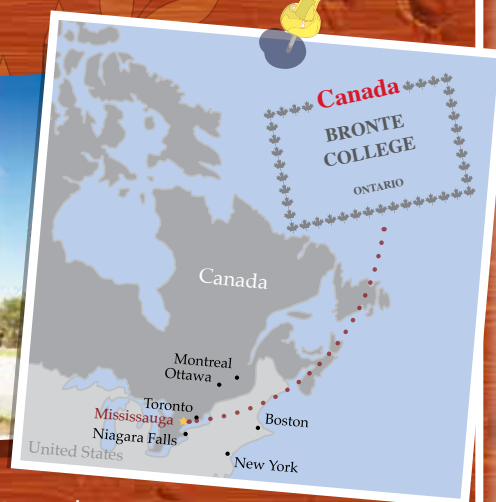 Canada
BRONTE
COLLEGE
ONTARIO
Canada
Montreal
Ottawa
Toronto
Mississauga
Niagara Falls
Boston
United States
New York